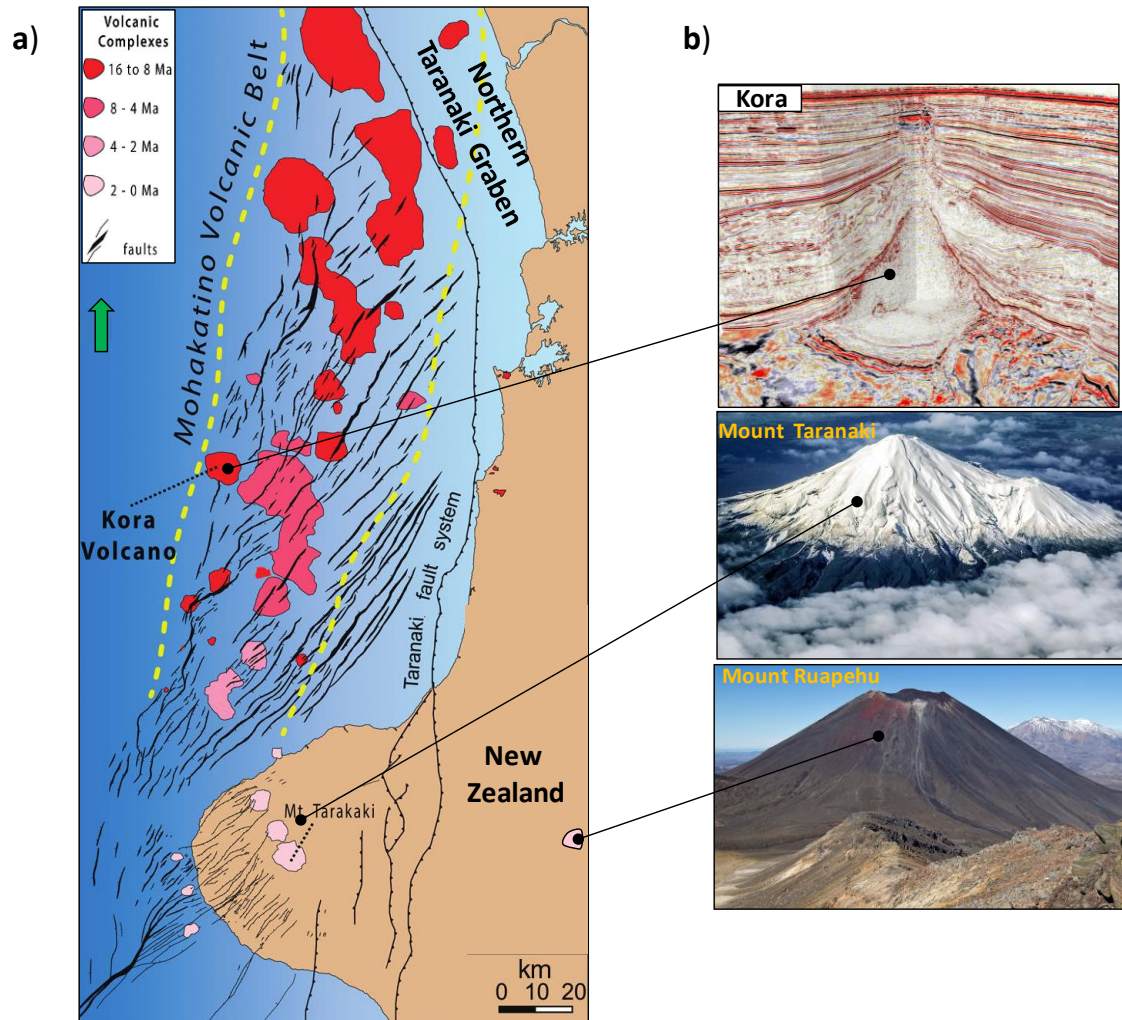 a)
Volcanic
Complexes
16 to 8 Ma
8 - 4 Ma
4 - 2 Ma
2 - 0 Ma
faults
Mohakatino Volcanic Belt
Northern
Taranaki Graben
Kora
Volcano
Taranaki fault system
New
Zealand
Mt. Tarakaki
km
0 10 20
b)
Kora
Mount Taranaki
Mount Ruapehu